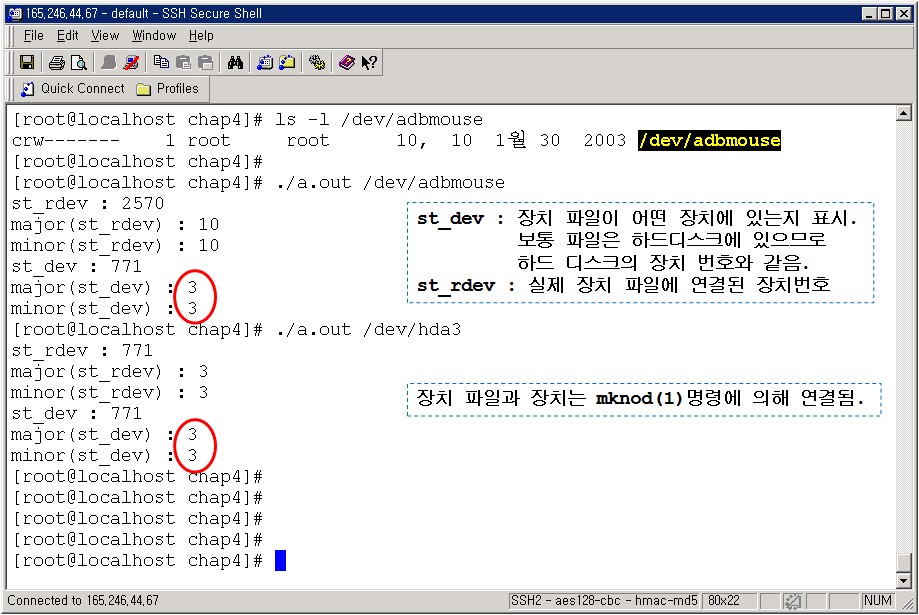 165,246,44,67 - default - SSH Secure Shell
File Edit View Window Help
Quick Connect Profiles
[root@localhost chap4]# ls -l /dev/adbmouse
crw------- 1 root root 10, 10 1월 30 2003 /dev/adbmouse
[root@localhost chap4]#
[root@localhost chap4]# ./a.out /dev/adbmouse
st_rdev : 2570
major(st_rdev) : 10
minor(st_rdev) : 10
st_dev : 771
major(st_dev) : 3
minor(st_dev) : 3
st_dev : 장치 파일이 어떤 장치에 있는지 표시.
보통 파일은 하드디스크에 있으므로
하드 디스크의 장치 번호와 같음.
st_rdev : 실제 장치 파일에 연결된 장치번호
[root@localhost chap4]# ./a.out /dev/hda3
st_rdev : 771
major(st_rdev) : 3
minor(st_rdev) : 3
st_dev : 771
major(st_dev) : 3
minor(st_dev) : 3
장치 파일과 장치는 mknod(1)명령에 의해 연결됨.
[root@localhost chap4]#
[root@localhost chap4]#
[root@localhost chap4]#
[root@localhost chap4]#
[root@localhost chap4]#
Connected to 165,246,44,67 SSH2 - aes128-cbc - hmac-md5 80x22 NUM